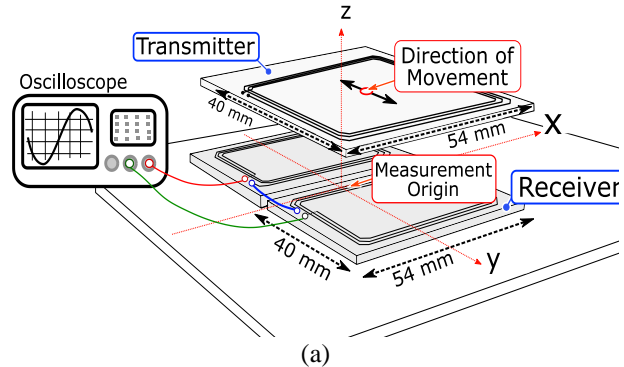 z
Transmitter
Direction of
Movement
Oscilloscope
40 mm
54 mm
X
Measurement
Origin
Receiver
40 mm
54 mm
y
(a)